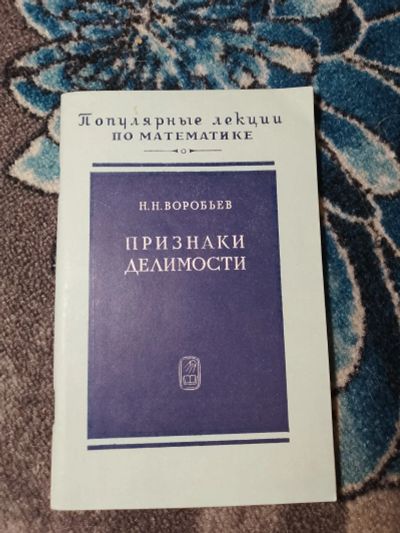 Популярные лекции
ПО МАТЕМАТИКЕ
Н. Н. ВОРОБЬЕВ
ПРИЗНАКИ
ДЕЛИМОСТИ